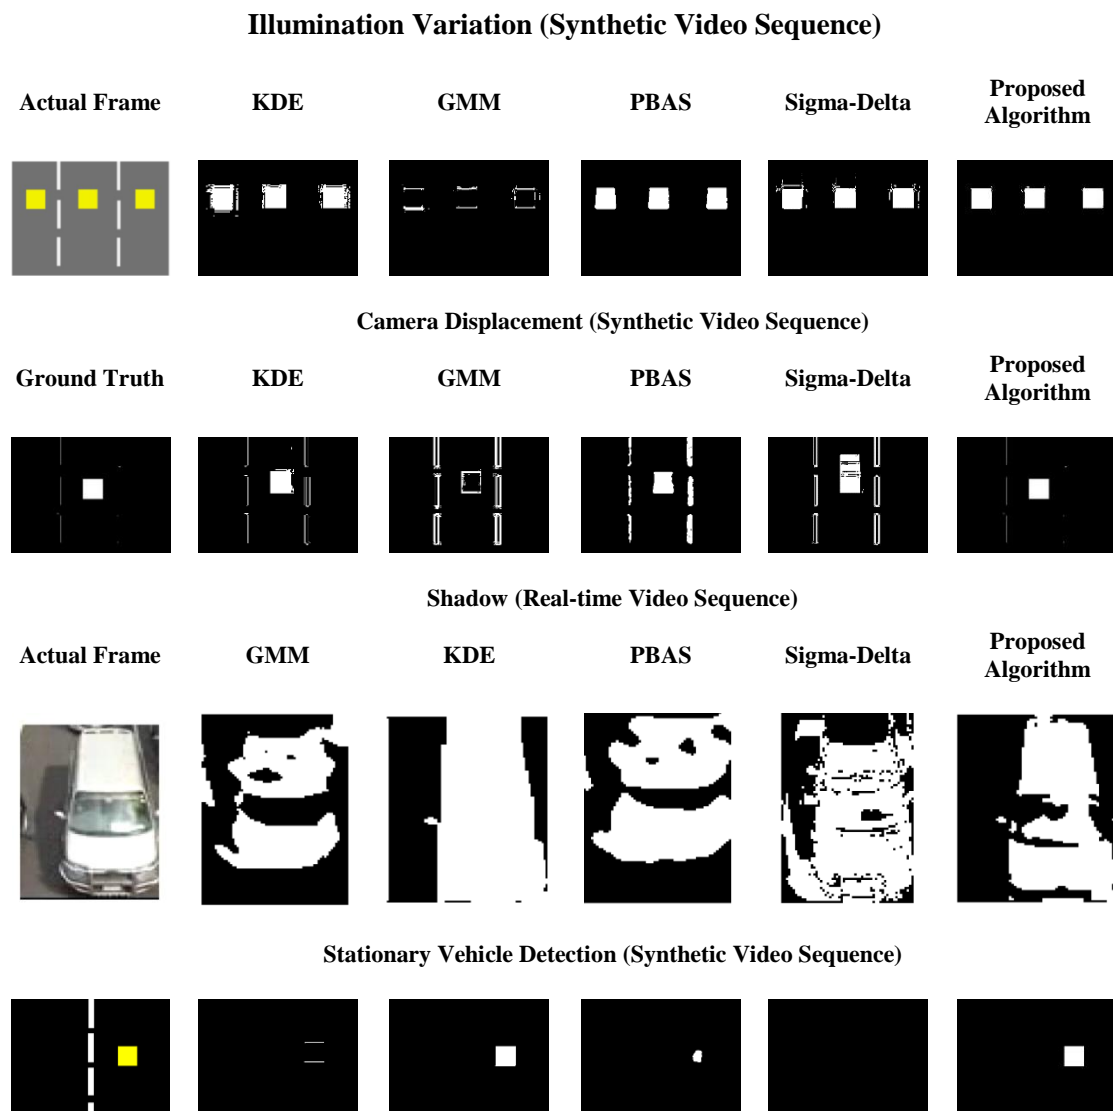 Illumination Variation (Synthetic Video Sequence)
Actual Frame KDE GMM PBAS Sigma-Delta Proposed Algorithm
Camera Displacement (Synthetic Video Sequence)
Ground Truth KDE GMM PBAS Sigma-Delta Proposed Algorithm
Shadow (Real-time Video Sequence)
Actual Frame GMM KDE PBAS Sigma-Delta Proposed Algorithm
Stationary Vehicle Detection (Synthetic Video Sequence)